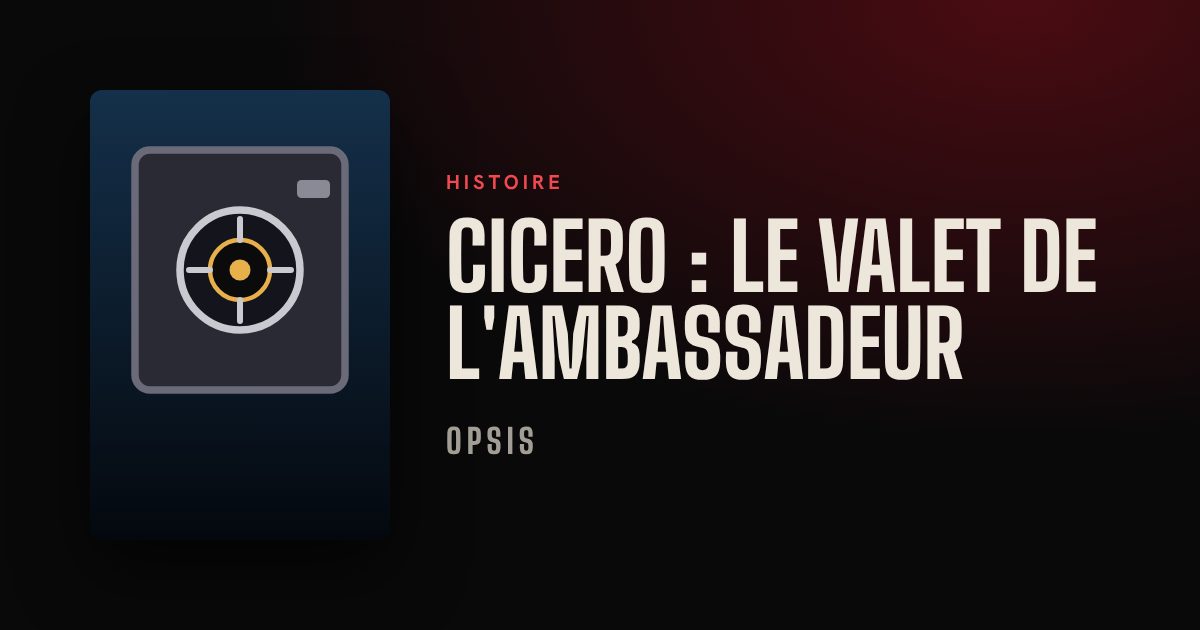 HISTOIRE
CICERO : LE VALET DE
L'AMBASSADEUR
OPSIS